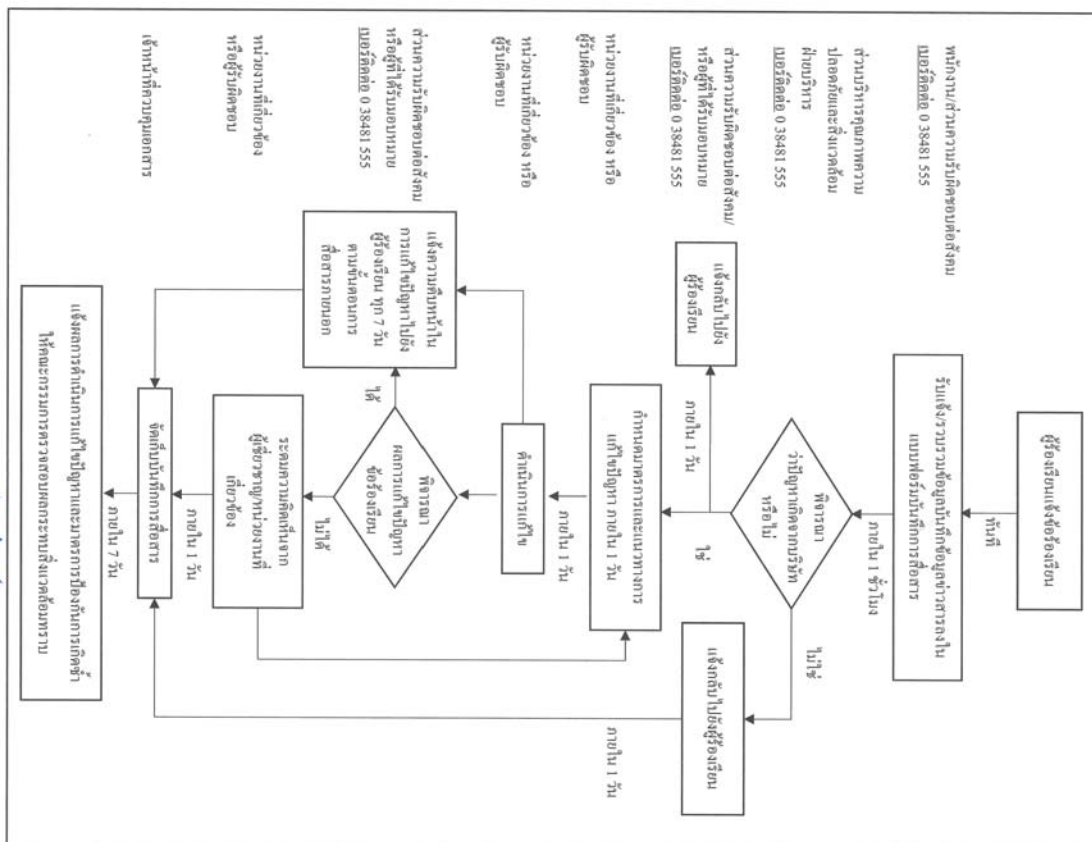 พนักงาน/ส่วนความรับผิดชอบต่อสังคม
เบอร์ติดต่อ 0 38481 555
ส่วนบริหารคุณภาพความ
ปลอดภัยและสิ่งแวดล้อม
ฝ่ายบริหาร
เบอร์ติดต่อ 0 38481 555
ส่วนความรับผิดชอบต่อสังคม/
หรือผู้ที่ได้รับมอบหมาย
เบอร์ติดต่อ 0 38481 555
หน่วยงานที่เกี่ยวข้อง หรือ
ผู้รับผิดชอบ
หน่วยงานที่เกี่ยวข้อง หรือ
ผู้รับผิดชอบ
ส่วนความรับผิดชอบต่อสังคม
หรือผู้ที่ได้รับมอบหมาย
เบอร์ติดต่อ 0 38481 555
หน่วยงานที่เกี่ยวข้อง
หรือผู้รับผิดชอบ
เจ้าหน้าที่ควบคุมเอกสาร
ผู้ร้องเรียนแจ้งข้อร้องเรียน
ทันที
รับแจ้ง/รวบรวมข้อมูลบันทึกข้อมูลข่าวสารลงใน
แบบฟอร์มบันทึกการสื่อสาร
ภายใน 1 ชั่วโมง
พิจารณา
ว่าปัญหาเกิดจากบริษัท
หรือไม่
ไม่ใช่
ใช่
ภายใน 1 วัน
แจ้งกลับไปยัง
ผู้ร้องเรียน
แจ้งกลับไปยังผู้ร้องเรียน
ภายใน 1 วัน
กำหนดมาตรการและแนวทางการ
แก้ไขปัญหา ภายใน 1 วัน
ภายใน 1 วัน
ดำเนินการแก้ไข
พิจารณา
ผลการแก้ไขปัญหา
ข้อร้องเรียน
ได้
ไม่ได้
แจ้งความคืบหน้าใน
การแก้ไขปัญหาไปยัง
ผู้ร้องเรียน ทุก 7 วัน
ตามขั้นตอนการ
สื่อสารภายนอก
ระดมความคิดเห็นจาก
ผู้เชี่ยวชาญ/หน่วยงานที่
เกี่ยวข้อง
ภายใน 1 วัน
จัดเก็บบันทึกการสื่อสาร
ภายใน 7 วัน
แจ้งผลการดำเนินการแก้ไขปัญหาและมาตรการป้องกันการเกิดซ้ำ
ให้คณะกรรมการตรวจสอบผลกระทบสิ่งแวดล้อมทราบ